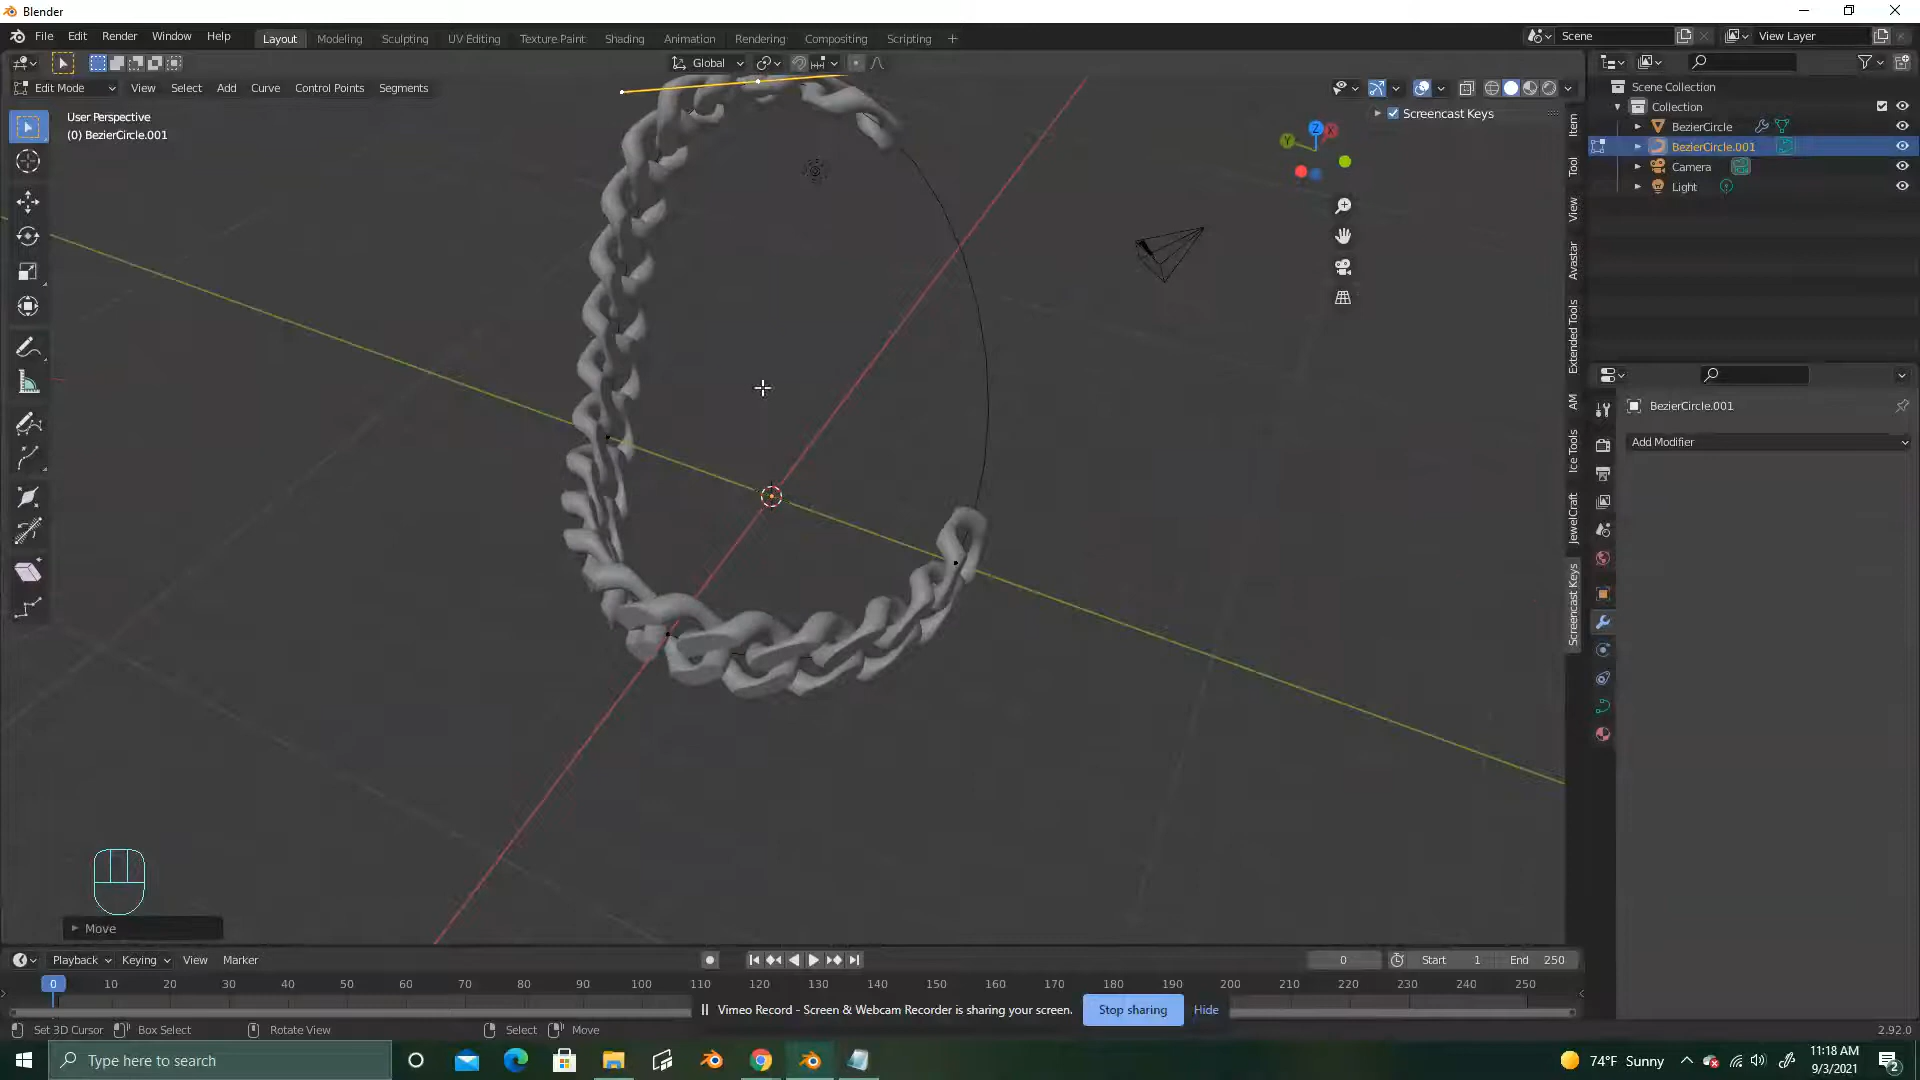 Blender
File Edit Render Window Help
Layout Modeling Sculpting UV Editing Texture Paint Shading Animation Rendering Compositing Scripting
Scene View Layer
Global
Edit Mode View Select Add Curve Control Points Segments
User Perspective
(0) BezierCircle.001
Screencast Keys
Y Z X
Item
Tool
View
Avastar
Extended Tools
AM
Ice Tools
JewelCraft
Screencast Keys
Scene Collection
Collection
BezierCircle
BezierCircle.001
Camera
Light
BezierCircle.001
Add Modifier
Move
Playback Keying View Marker 0 Start 1 End 250
0 10 20 30 40 50 60 70 80 90 100 110 120 130 140 150 160 170 180 190 200 210 220 230 240 250
Vimeo Record - Screen & Webcam Recorder is sharing your screen. Stop sharing Hide
Set 3D Cursor Box Select Rotate View Select Move 2.92.0
Type here to search 74°F Sunny 11:18 AM
9/3/2021
2